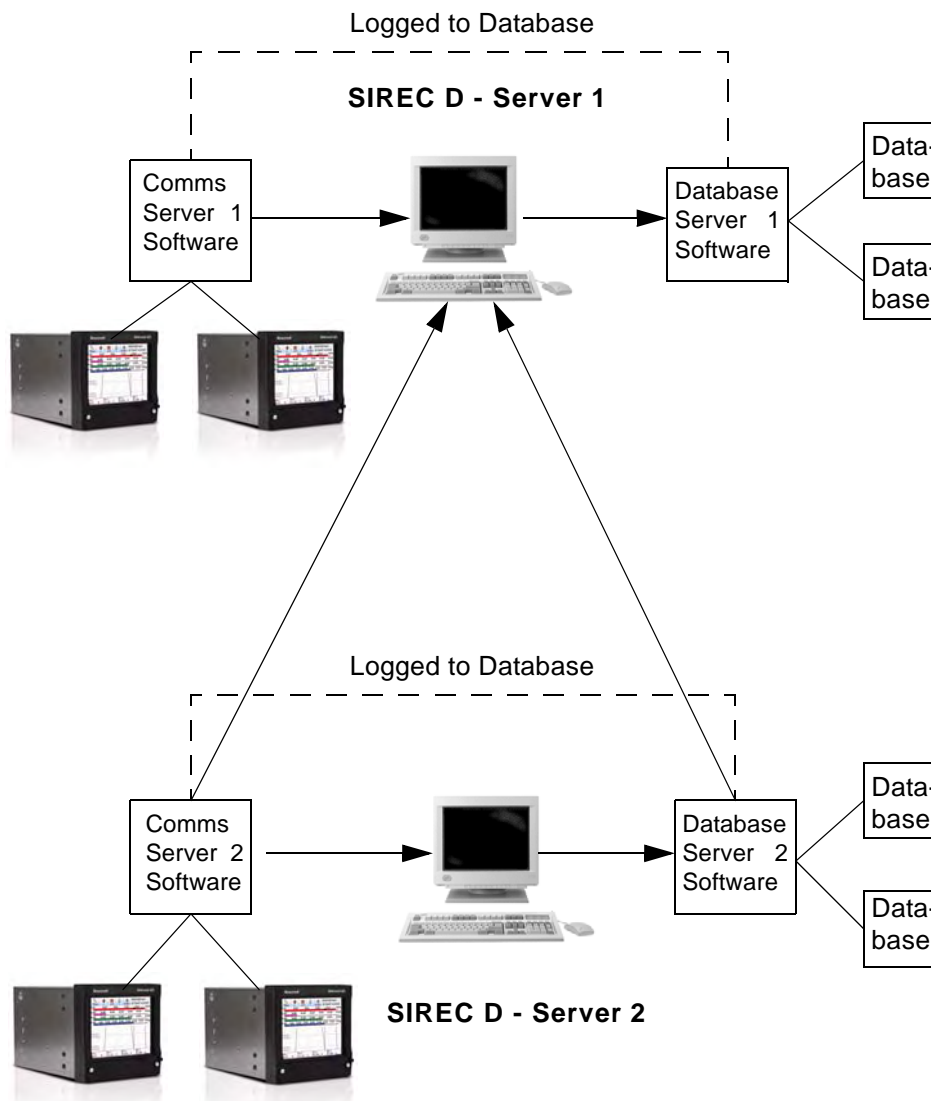 Logged to Database
SIREC D - Server 1
Comms
Server 1
Software
Database
Server 1
Software
Data-
base
Data-
base
Logged to Database
Comms
Server 2
Software
Database
Server 2
Software
Data-
base
Data-
base
SIREC D - Server 2